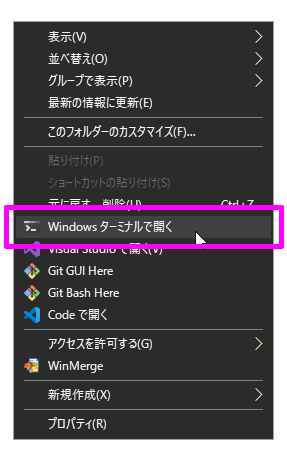 表示(V)
並べ替え(O)
グループで表示(P)
最新の情報に更新(E)
このフォルダーのカスタマイズ(F)...
貼り付け(P)
ショートカットの貼り付け(S)
元に戻す - 削除(U) Ctrl+Z
Windows ターミナルで開く
Visual Studio で開く(V)
Git GUI Here
Git Bash Here
Code で開く
アクセスを許可する(G)
WinMerge
新規作成(X)
プロパティ(R)